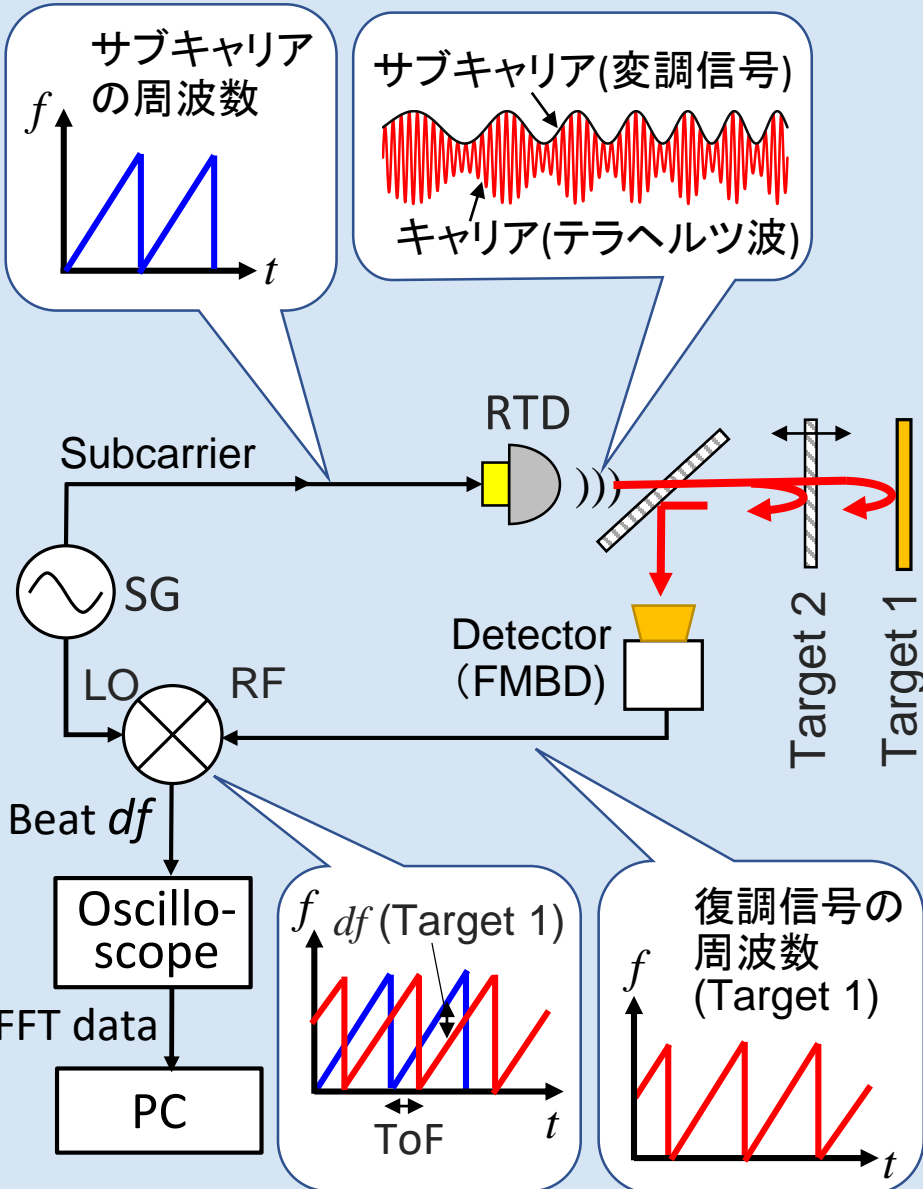 サブキャリア
の周波数
f
t
サブキャリア(変調信号)
キャリア(テラヘルツ波)
RTD
Subcarrier
SG
LO
RF
Detector
(FMBD)
Target 2
Target 1
Beat df
Oscillo-
scope
FFT data
PC
f
df (Target 1)
ToF
t
復調信号の
周波数
(Target 1)
f
t